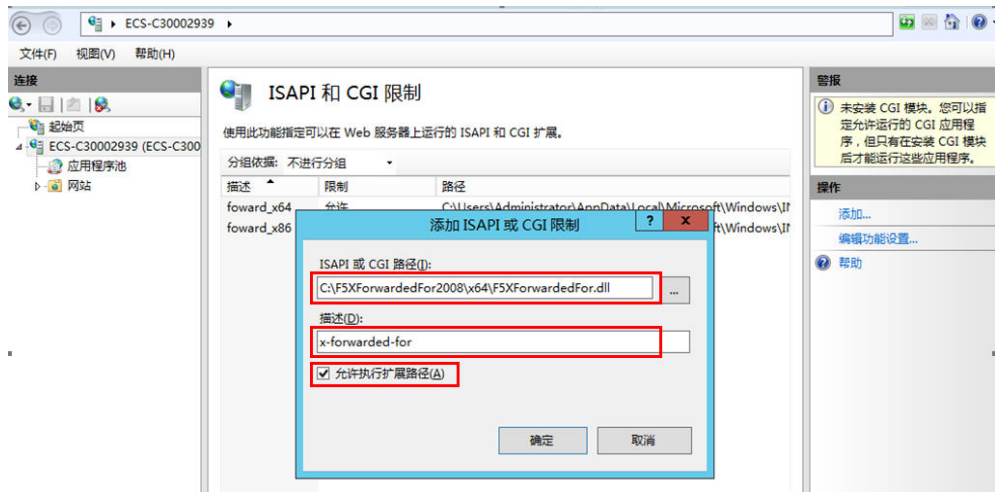 ECS-C30002939
文件(F) 视图(V) 帮助(H)
连接
起始页
ECS-C30002939 (ECS-C300
应用程序池
网站
ISAPI 和 CGI 限制
使用此功能指定可以在 Web 服务器上运行的 ISAPI 和 CGI 扩展。
分组依据: 不进行分组
描述 限制 路径
foward_x64 允许 C:\Users\Administrator\AppData\Local\Microsoft\Windows\IN
foward_x86 ft\Windows\IN
添加 ISAPI 或 CGI 限制
? x
ISAPI 或 CGI 路径(I):
C:\F5XForwardedFor2008\x64\F5XForwardedFor.dll
...
描述(D):
x-forwarded-for
允许执行扩展路径(A)
确定 取消
警报
未安装 CGI 模块。您可以指
定允许运行的 CGI 应用程
序，但只有在安装 CGI 模块
后才能运行这些应用程序。
操作
添加...
编辑功能设置...
帮助